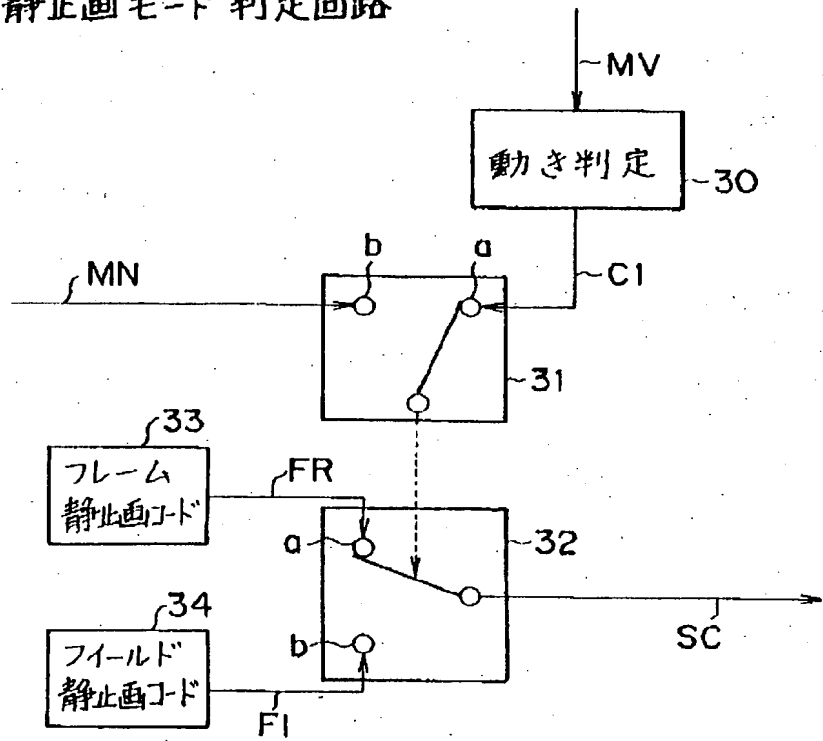 静止画モード判定回路
MV
動き判定
30
b
a
MN
C1
31
33
フレーム
静止画コード
FR
a
32
34
フィールド
静止画コード
b
SC
FI